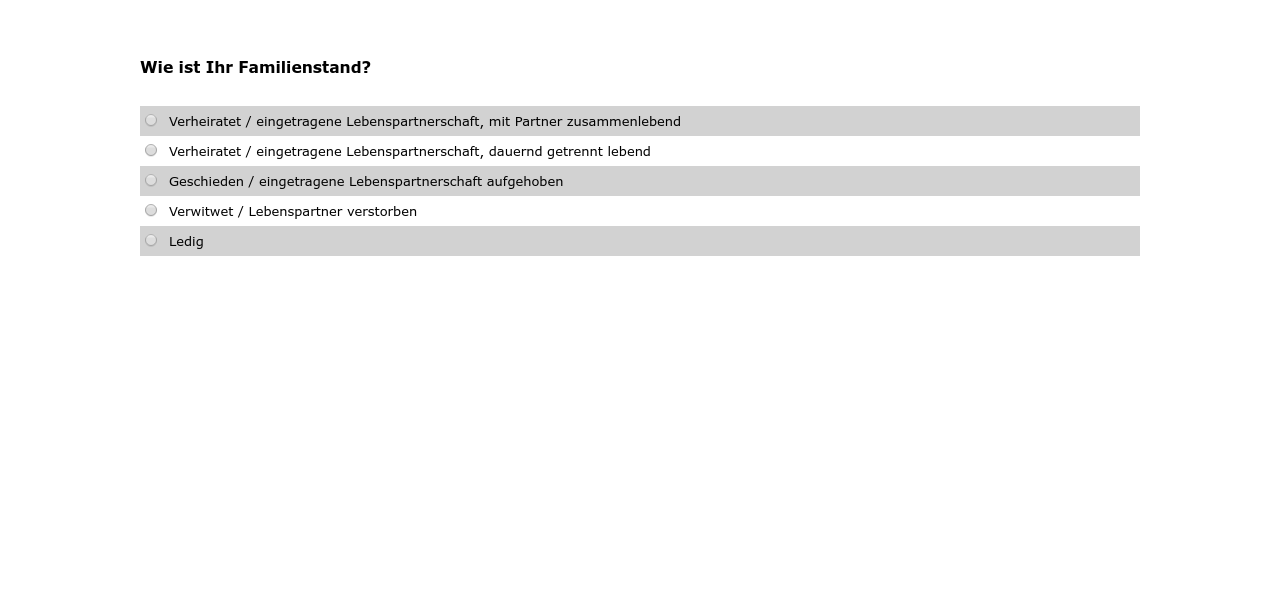 Wie ist Ihr Familienstand?
Verheiratet / eingetragene Lebenspartnerschaft, mit Partner zusammenlebend
Verheiratet / eingetragene Lebenspartnerschaft, dauernd getrennt lebend
Geschieden / eingetragene Lebenspartnerschaft aufgehoben
Verwitwet / Lebenspartner verstorben
Ledig